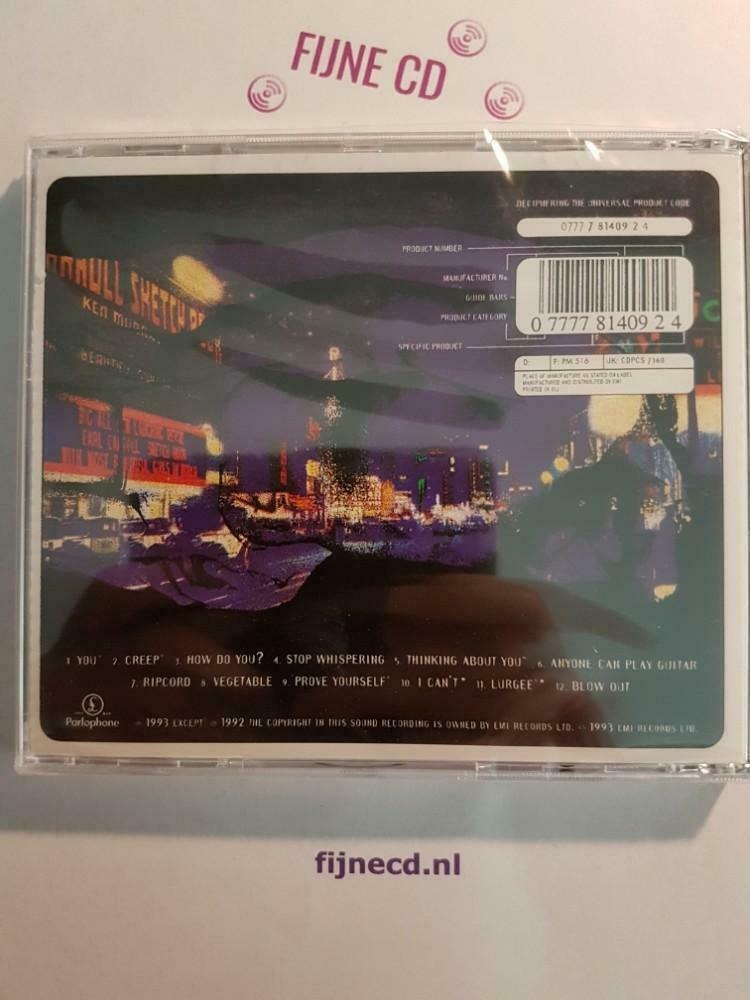 FIJNE CD
DECIPHERING THE UNIVERSAL PRODUCT CODE
0777 7 81409 2 4
PRODUCT NUMBER
MANUFACTURER No.
GUIDE BARS
PRODUCT CATEGORY
SPECIFIC PRODUCT
0 7777 81409 2 4
D: F: PM 516 UK: CDPCS 7360
PLACE OF MANUFACTURE AS STATED ON LABEL
MANUFACTURED AND DISTRIBUTED BY EMI
PRINTED IN EU
SKETCH
KEN
EARL
1 YOU* 2. CREEP* 3. HOW DO YOU? 4. STOP WHISPERING 5. THINKING ABOUT YOU* 6. ANYONE CAN PLAY GUITAR
7. RIPCORD 8. VEGETABLE 9. PROVE YOURSELF* 10. I CAN'T* 11. LURGEE** 12. BLOW OUT
£
Parlophone
℗ 1993 EXCEPT * ℗ 1992 THE COPYRIGHT IN THIS SOUND RECORDING IS OWNED BY EMI RECORDS LTD. © 1993 EMI RECORDS LTD.
fijnecd.nl